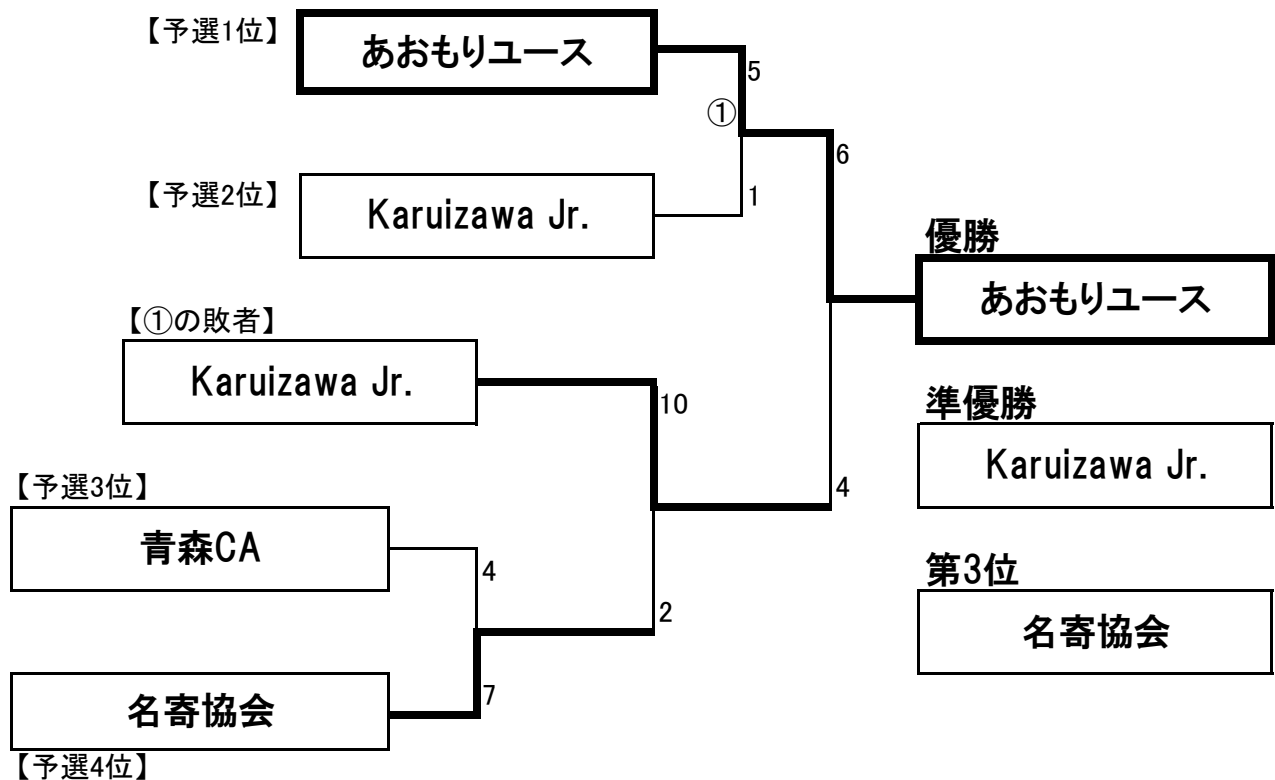 【予選1位】
あおもりユース
5
①
6
【予選2位】
Karuizawa Jr.
1
優勝
あおもりユース
【①の敗者】
Karuizawa Jr.
10
準優勝
Karuizawa Jr.
4
【予選3位】
青森CA
4
第3位
名寄協会
2
名寄協会
7
【予選4位】